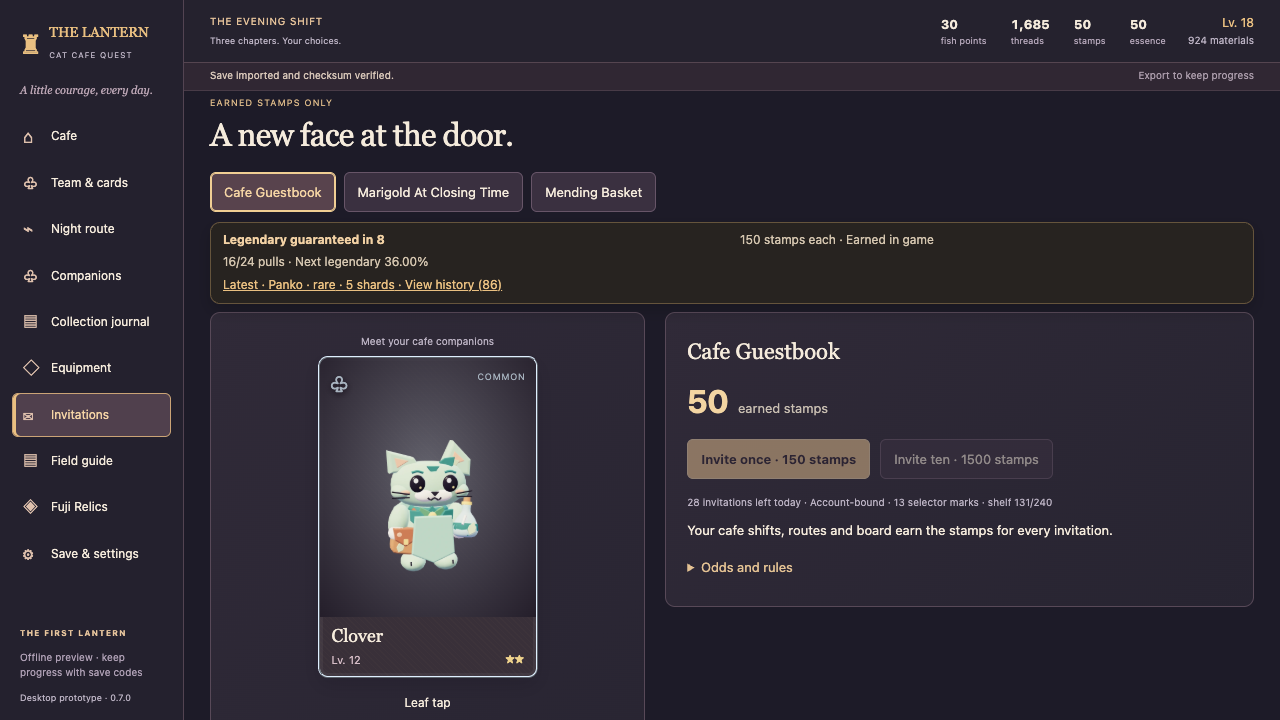 THE LANTERN
CAT CAFE QUEST
A little courage, every day.
Cafe
Team & cards
Night route
Companions
Collection journal
Equipment
Invitations
Field guide
Fuji Relics
Save & settings
THE FIRST LANTERN
Offline preview · keep
progress with save codes
Desktop prototype · 0.7.0
THE EVENING SHIFT
Three chapters. Your choices.
30
fish points
1,685
threads
50
stamps
50
essence
Lv. 18
924 materials
Save imported and checksum verified.
Export to keep progress
EARNED STAMPS ONLY
A new face at the door.
Cafe Guestbook
Marigold At Closing Time
Mending Basket
Legendary guaranteed in 8
150 stamps each · Earned in game
16/24 pulls · Next legendary 36.00%
Latest · Panko · rare · 5 shards · View history (86)
Meet your cafe companions
COMMON
Clover
Lv. 12
Leaf tap
Cafe Guestbook
50 earned stamps
Invite once · 150 stamps
Invite ten · 1500 stamps
28 invitations left today · Account-bound · 13 selector marks · shelf 131/240
Your cafe shifts, routes and board earn the stamps for every invitation.
Odds and rules